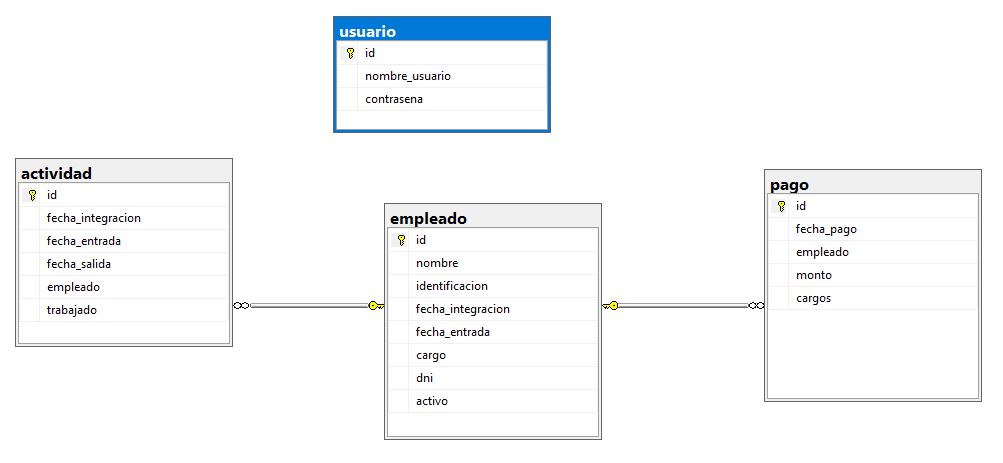 usuario
id
nombre_usuario
contrasena
actividad
id
fecha_integracion
fecha_entrada
fecha_salida
empleado
trabajado
empleado
id
nombre
identificacion
fecha_integracion
fecha_entrada
cargo
dni
activo
pago
id
fecha_pago
empleado
monto
cargos